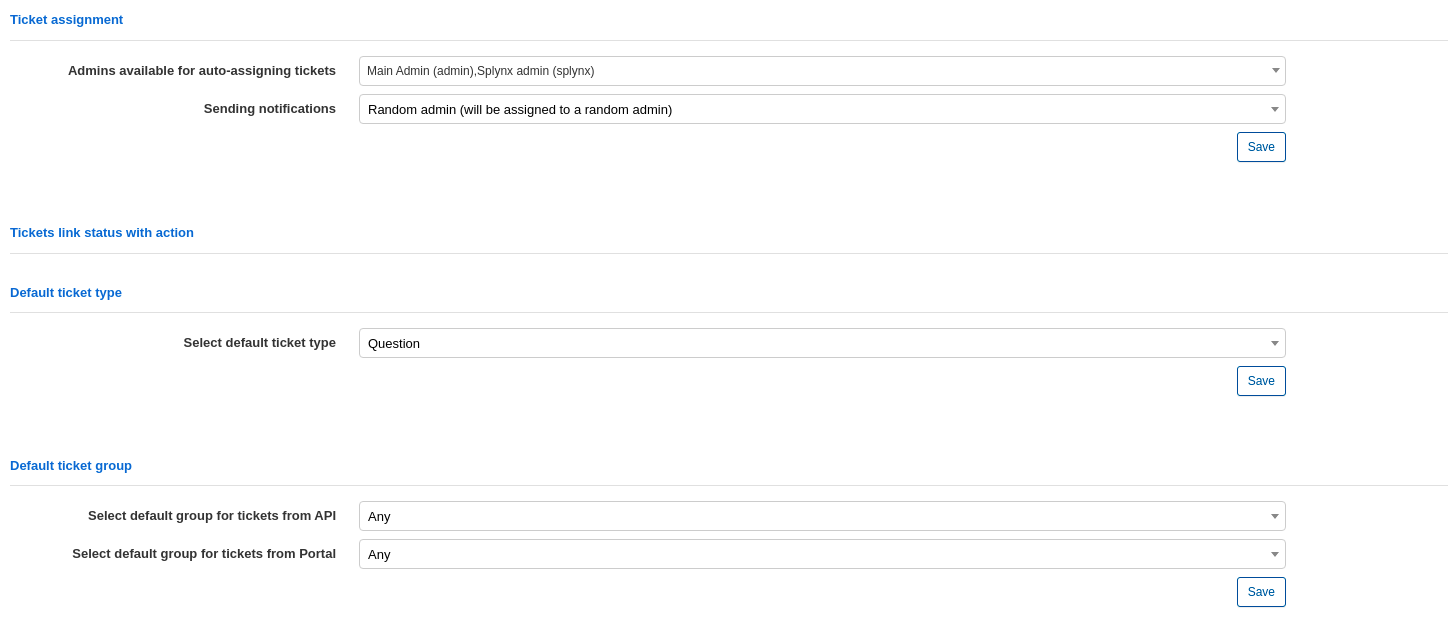 Ticket assignment
Admins available for auto-assigning tickets Main Admin (admin),Splynx admin (splynx)
Sending notifications Random admin (will be assigned to a random admin)
Save
Tickets link status with action
Default ticket type
Select default ticket type Question
Save
Default ticket group
Select default group for tickets from API Any
Select default group for tickets from Portal Any
Save